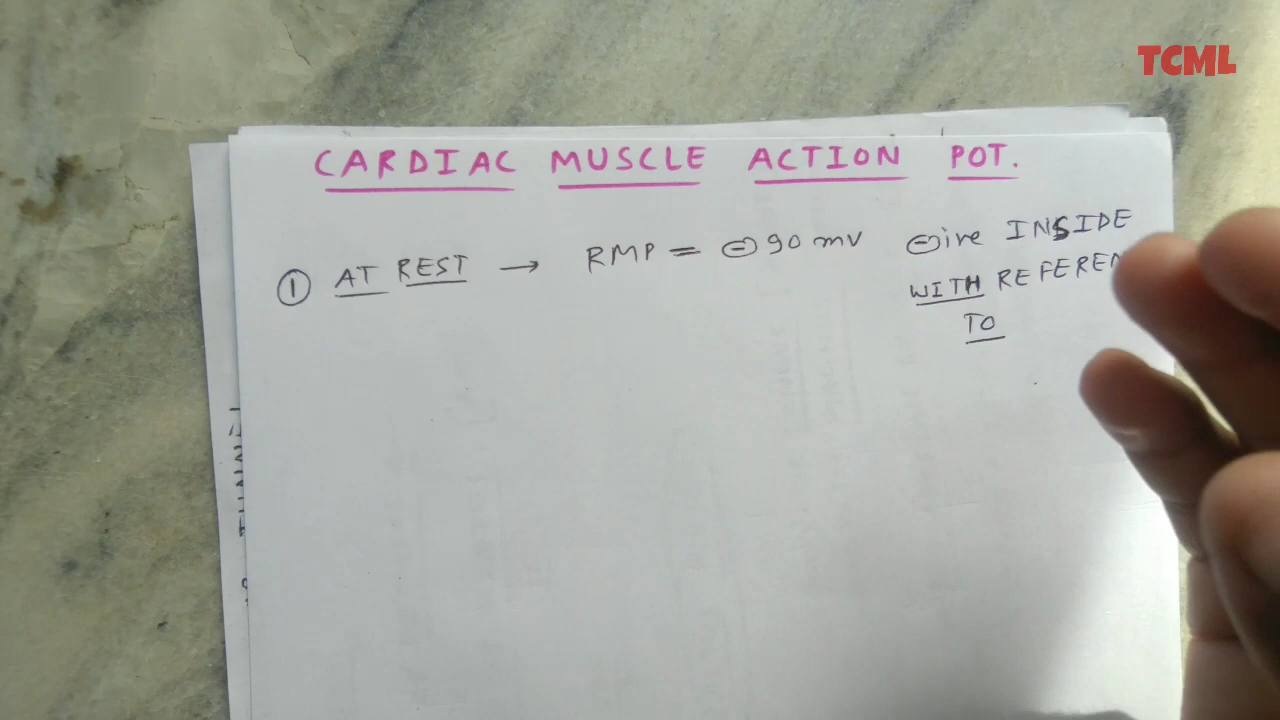 TCML
CARDIAC MUSCLE ACTION POT.
① AT REST → RMP = ⊖ 90 mV ⊖ive INSIDE
WITH REFEREN
TO